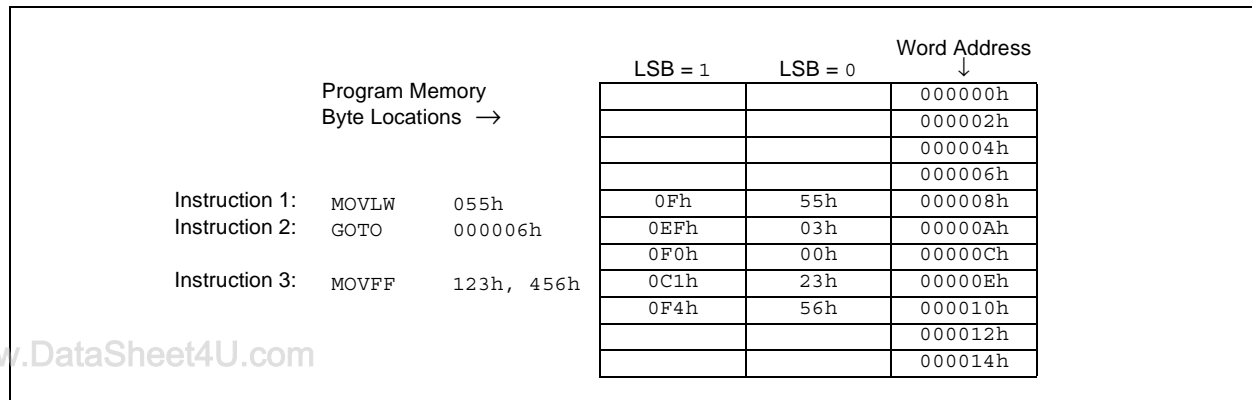 Word Address
LSB = 1 LSB = 0 ↓
Program Memory 000000h
Byte Locations → 000002h
000004h
000006h
Instruction 1: MOVLW 055h 0Fh 55h 000008h
Instruction 2: GOTO 000006h 0EFh 03h 00000Ah
0F0h 00h 00000Ch
Instruction 3: MOVFF 123h, 456h 0C1h 23h 00000Eh
0F4h 56h 000010h
000012h
w.DataSheet4U.com 000014h